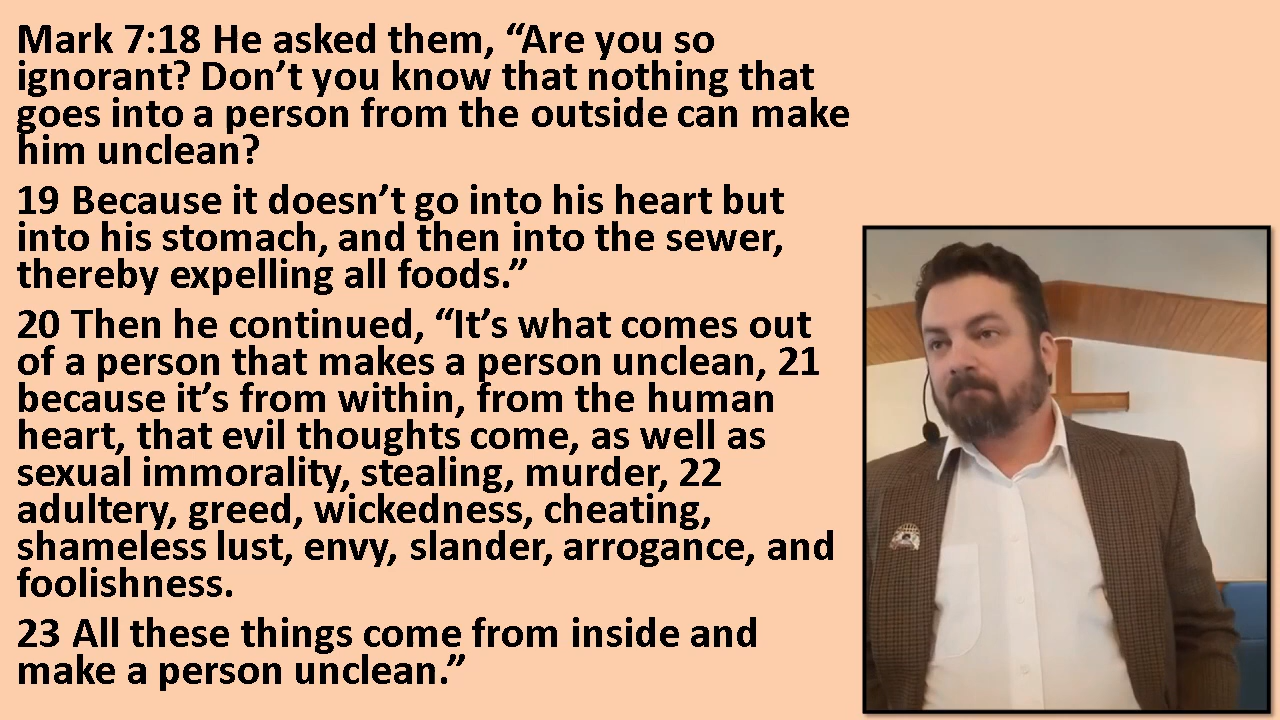 Mark 7:18 He asked them, “Are you so
ignorant? Don’t you know that nothing that
goes into a person from the outside can make
him unclean?
19 Because it doesn’t go into his heart but
into his stomach, and then into the sewer,
thereby expelling all foods.”
20 Then he continued, “It’s what comes out
of a person that makes a person unclean, 21
because it’s from within, from the human
heart, that evil thoughts come, as well as
sexual immorality, stealing, murder, 22
adultery, greed, wickedness, cheating,
shameless lust, envy, slander, arrogance, and
foolishness.
23 All these things come from inside and
make a person unclean.”